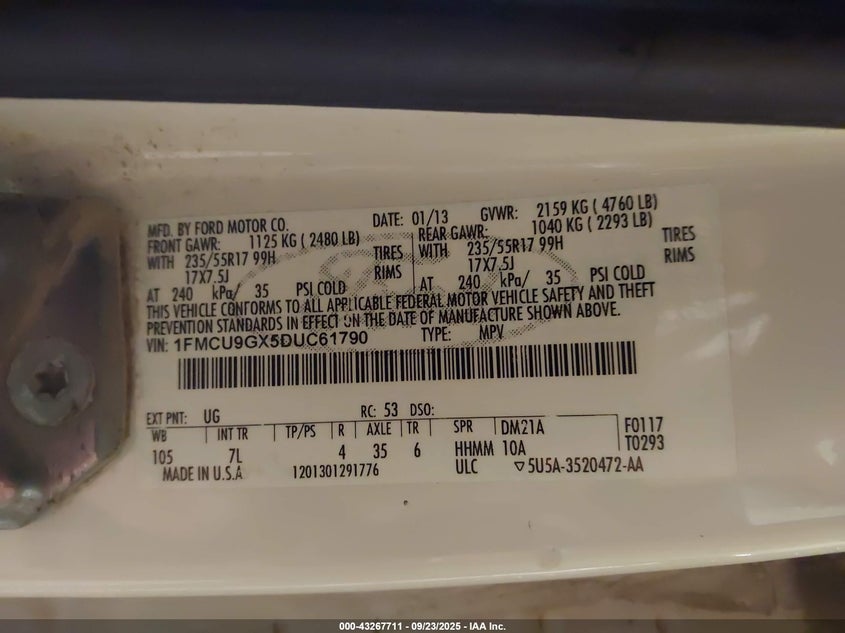 MFD. BY FORD MOTOR CO. DATE: 01/13 GVWR: 2159 KG ( 4760 LB)
FRONT GAWR: 1125 KG ( 2480 LB) REAR GAWR: 1040 KG ( 2293 LB)
WITH 235/55R17 99H TIRES WITH 235/55R17 99H TIRES
17X7.5J RIMS 17X7.5J RIMS
AT 240 kPa/ 35 PSI COLD AT 240 kPa/ 35 PSI COLD
THIS VEHICLE CONFORMS TO ALL APPLICABLE FEDERAL MOTOR VEHICLE SAFETY AND THEFT
PREVENTION STANDARDS IN EFFECT ON THE DATE OF MANUFACTURE SHOWN ABOVE.
VIN: 1FMCU9GX5DUC61790 TYPE: MPV
EXT PNT: UG RC: 53 DSO:
WB INT TR TP/PS R AXLE TR SPR DM21A F0117
105 7L 4 35 6 HHMM 10A T0293
MADE IN U.S.A 1201301291776 ULC ▽5U5A-3520472-AA
000-43267711 - 09/23/2025 - IAA Inc.